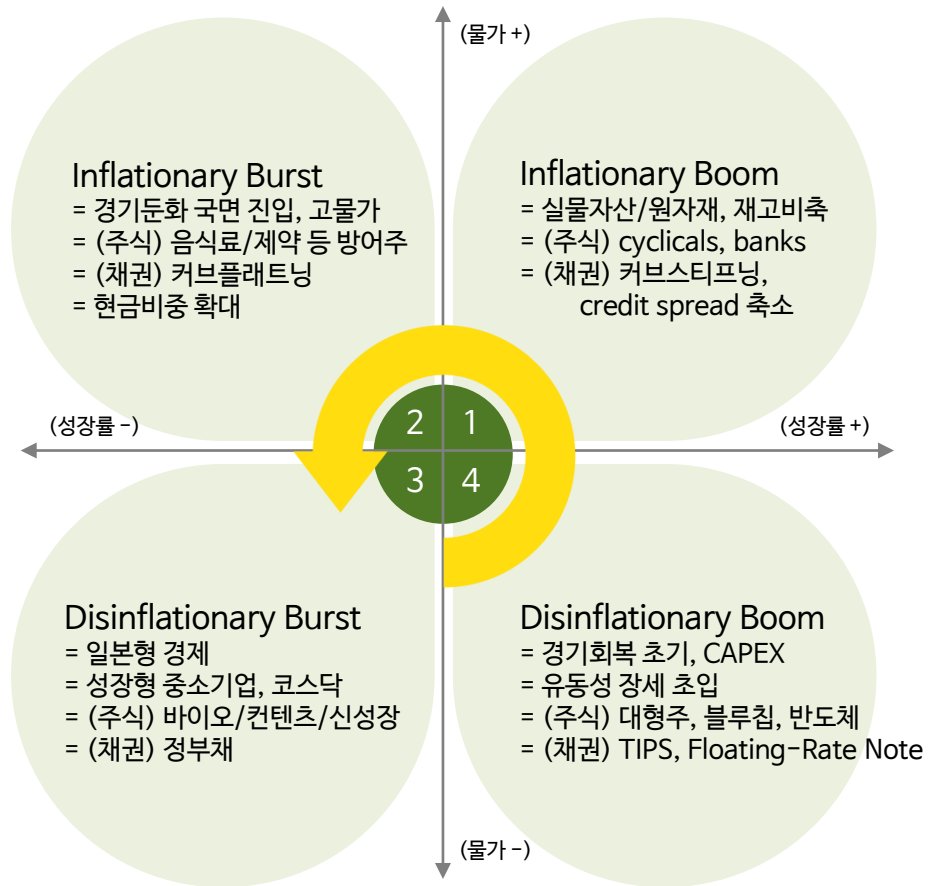 (물가 +)
Inflationary Burst
= 경기둔화 국면 진입, 고물가
= (주식) 음식료/제약 등 방어주
= (채권) 커브플래트닝
= 현금비중 확대
Inflationary Boom
= 실물자산/원자재, 재고비축
= (주식) cyclicals, banks
= (채권) 커브스티프닝,
credit spread 축소
(성장률 -)
2 1
(성장률 +)
3 4
Disinflationary Burst
= 일본형 경제
= 성장형 중소기업, 코스닥
= (주식) 바이오/컨텐츠/신성장
= (채권) 정부채
Disinflationary Boom
= 경기회복 초기, CAPEX
= 유동성 장세 초입
= (주식) 대형주, 블루칩, 반도체
= (채권) TIPS, Floating-Rate Note
(물가 -)